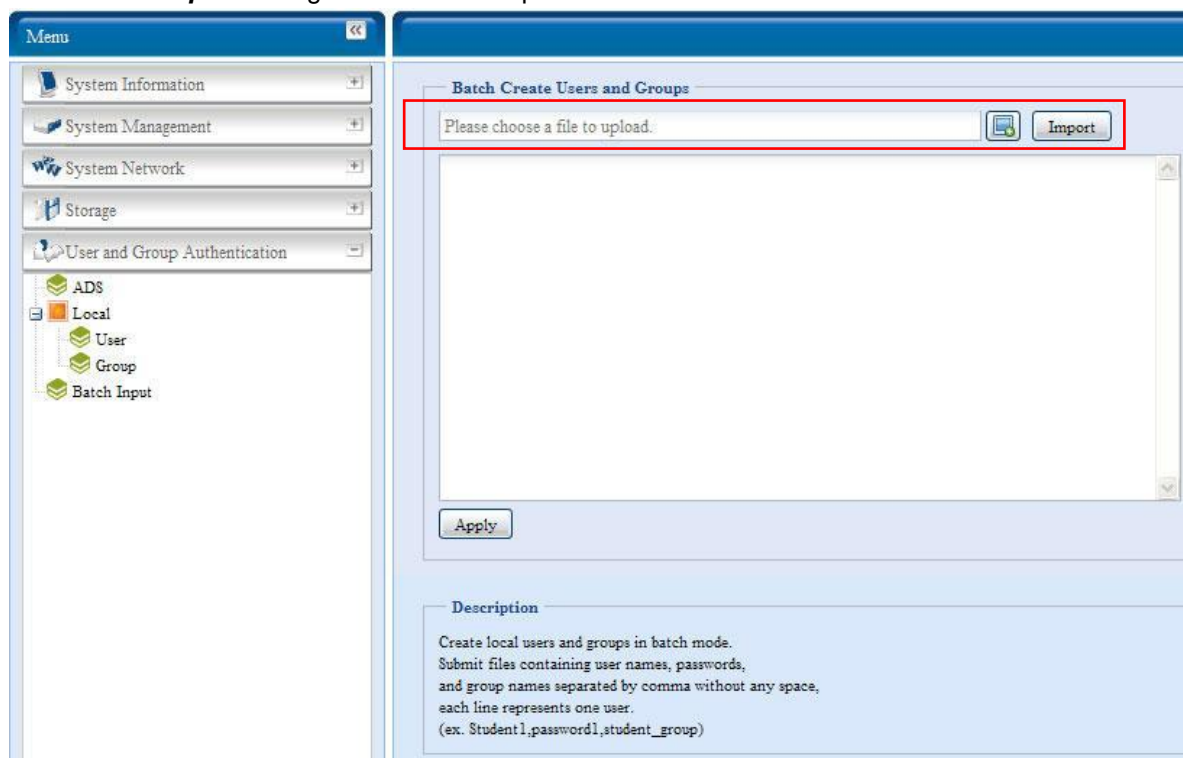 Menu
System Information
System Management
System Network
Storage
User and Group Authentication
ADS
Local
User
Group
Batch Input
Batch Create Users and Groups
Please choose a file to upload.
Import
Apply
Description
Create local users and groups in batch mode.
Submit files containing user names, passwords,
and group names separated by comma without any space,
each line represents one user.
(ex. Student1,password1,student_group)